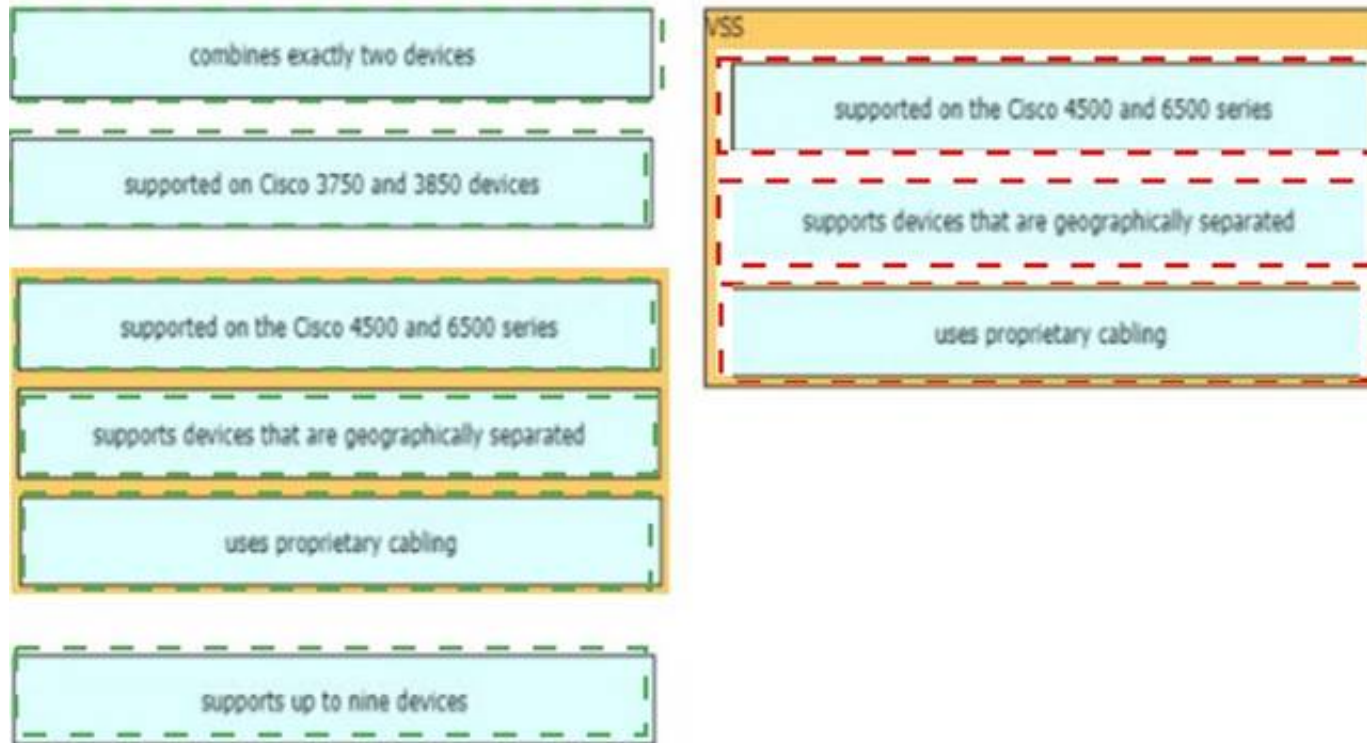 combines exactly two devices
supported on Cisco 3750 and 3850 devices
supported on the Cisco 4500 and 6500 series
supports devices that are geographically separated
uses proprietary cabling
supports up to nine devices
VSS
supported on the Cisco 4500 and 6500 series
supports devices that are geographically separated
uses proprietary cabling